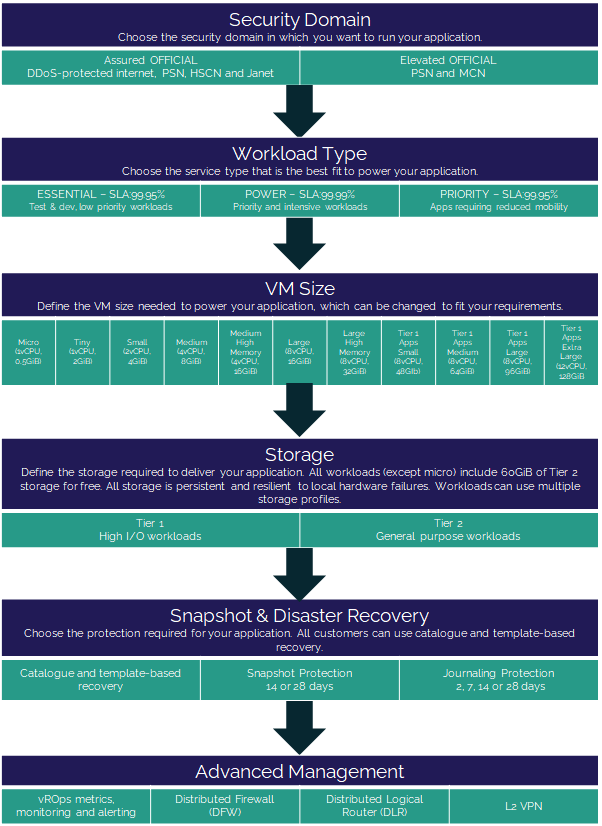 Security Domain
Choose the security domain in which you want to run your application.
Assured OFFICIAL
DDoS-protected internet, PSN, HSCN and Janet
Elevated OFFICIAL
PSN and MCN
Workload Type
Choose the service type that is the best fit to power your application.
ESSENTIAL – SLA:99.95%
Test & dev, low priority workloads
POWER – SLA:99.99%
Priority and intensive workloads
PRIORITY – SLA:99.95%
Apps requiring reduced mobility
VM Size
Define the VM size needed to power your application, which can be changed to fit your requirements.
Micro
(1vCPU,
0.5GiB)
Tiny
(1vCPU,
2GiB)
Small
(2vCPU,
4GiB)
Medium
(4vCPU,
8GiB)
Medium
High
Memory
(4vCPU,
16GiB)
Large
(8vCPU,
16GiB)
Large
High
Memory
(8vCPU,
32GiB)
Tier 1
Apps
Small
(8vCPU,
48GIb)
Tier 1
Apps
Medium
(8vCPU,
64GiB)
Tier 1
Apps
Large
(8vCPU,
96GiB)
Tier 1
Apps
Extra
Large
(12vCPU,
128GiB
Storage
Define the storage required to deliver your application. All workloads (except micro) include 60GiB of Tier 2
storage for free. All storage is persistent and resilient to local hardware failures. Workloads can use multiple
storage profiles.
Tier 1
High I/O workloads
Tier 2
General purpose workloads
Snapshot & Disaster Recovery
Choose the protection required for your application. All customers can use catalogue and template-based
recovery.
Catalogue and template-based
recovery
Snapshot Protection
14 or 28 days
Journaling Protection
2, 7, 14 or 28 days
Advanced Management
vROps metrics,
monitoring and alerting
Distributed Firewall
(DFW)
Distributed Logical
Router (DLR)
L2 VPN